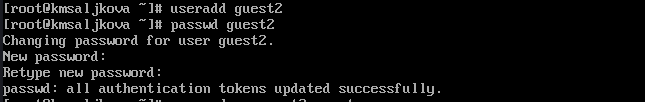 [root@kmsaljkova ~]# useradd guest2
[root@kmsaljkova ~]# passwd guest2
Changing password for user guest2.
New password:
Retype new password:
passwd: all authentication tokens updated successfully.